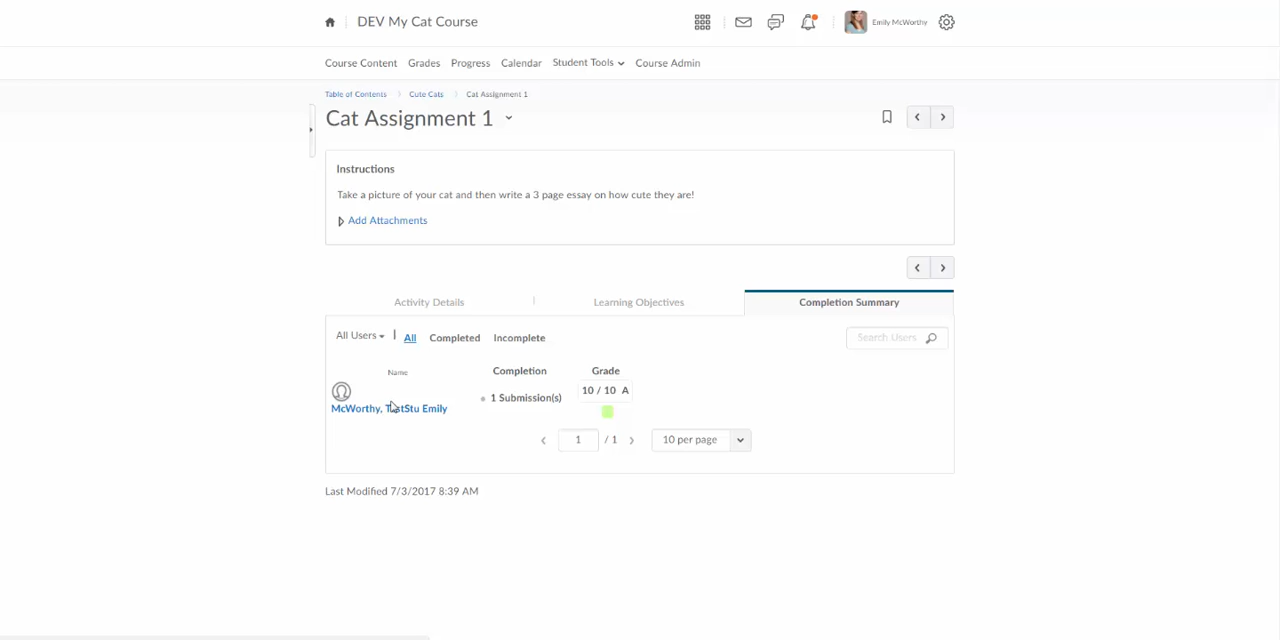 DEV My Cat Course
Emily McWorthy
Course Content Grades Progress Calendar Student Tools Course Admin
Table of Contents Cute Cats Cat Assignment 1
Cat Assignment 1
Instructions
Take a picture of your cat and then write a 3 page essay on how cute they are!
Add Attachments
Activity Details Learning Objectives Completion Summary
All Users All Completed Incomplete Search Users
Name Completion Grade
10 / 10 A
1 Submission(s)
McWorthy, TestStu Emily
1 / 1 10 per page
Last Modified 7/3/2017 8:39 AM